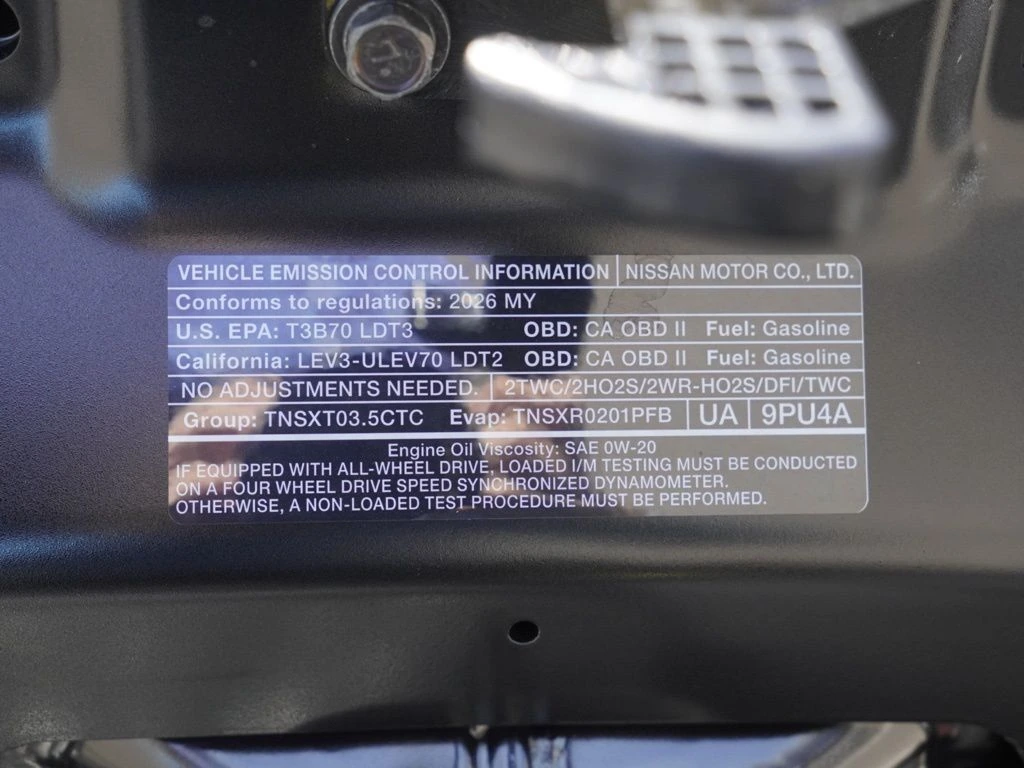 VEHICLE EMISSION CONTROL INFORMATION | NISSAN MOTOR CO., LTD.
Conforms to regulations: 2026 MY
U.S. EPA: T3B70 LDT3 OBD: CA OBD II Fuel: Gasoline
California: LEV3-ULEV70 LDT2 OBD: CA OBD II Fuel: Gasoline
NO ADJUSTMENTS NEEDED. | 2TWC/2HO2S/2WR-HO2S/DFI/TWC
Group: TNSXT03.5CTC Evap: TNSXR0201PFB | UA | 9PU4A
Engine Oil Viscosity: SAE 0W-20
IF EQUIPPED WITH ALL-WHEEL DRIVE, LOADED I/M TESTING MUST BE CONDUCTED
ON A FOUR WHEEL DRIVE SPEED SYNCHRONIZED DYNAMOMETER.
OTHERWISE, A NON-LOADED TEST PROCEDURE MUST BE PERFORMED.